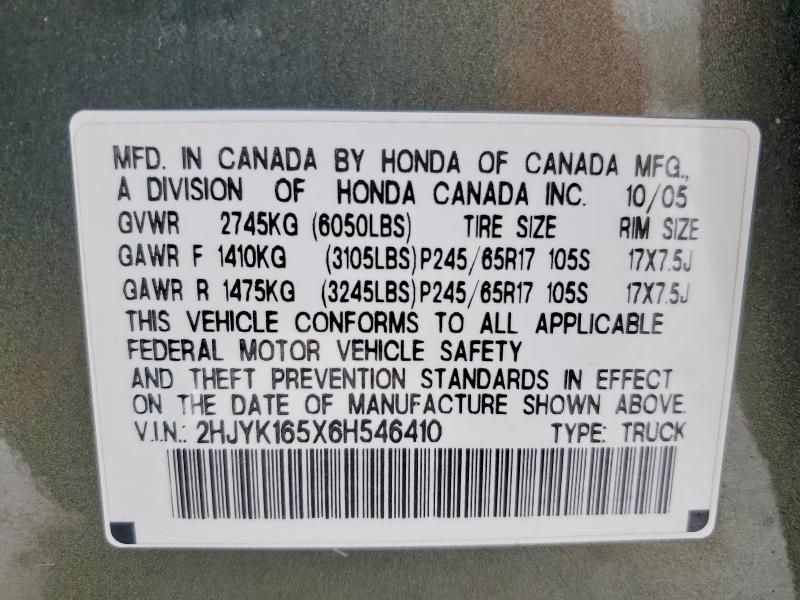 MFD. IN CANADA BY HONDA OF CANADA MFG.,
A DIVISION OF HONDA CANADA INC. 10/05
GVWR 2745KG (6050LBS) TIRE SIZE RIM SIZE
GAWR F 1410KG (3105LBS) P245/65R17 105S 17X7.5J
GAWR R 1475KG (3245LBS) P245/65R17 105S 17X7.5J
THIS VEHICLE CONFORMS TO ALL APPLICABLE
FEDERAL MOTOR VEHICLE SAFETY
AND THEFT PREVENTION STANDARDS IN EFFECT
ON THE DATE OF MANUFACTURE SHOWN ABOVE.
V.I.N.: 2HJYK165X6H546410 TYPE: TRUCK